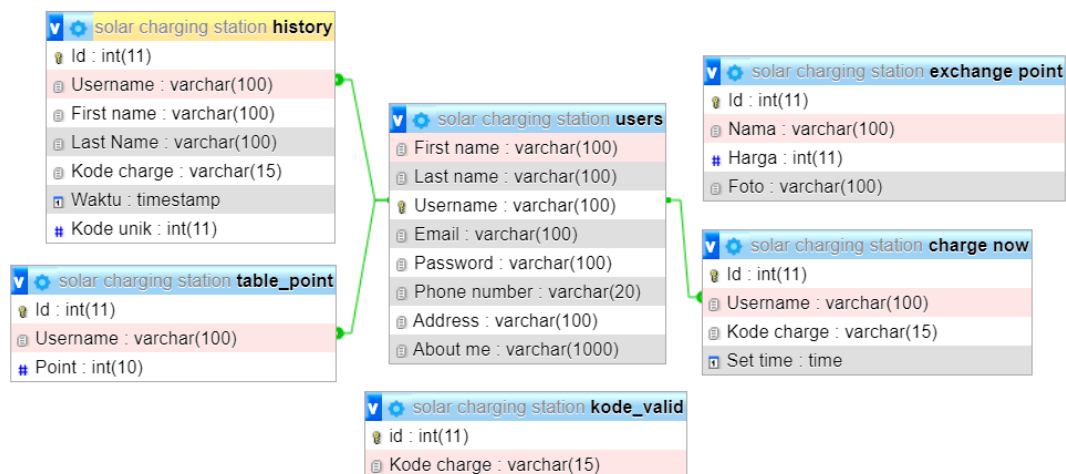 solar charging station history
Id : int(11)
Username : varchar(100)
First name : varchar(100)
Last Name : varchar(100)
Kode charge : varchar(15)
Waktu : timestamp
# Kode unik : int(11)
solar charging station table_point
Id : int(11)
Username : varchar(100)
# Point : int(10)
solar charging station users
First name : varchar(100)
Last name : varchar(100)
Username : varchar(100)
Email : varchar(100)
Password : varchar(100)
Phone number : varchar(20)
Address : varchar(100)
About me : varchar(1000)
solar charging station kode_valid
id : int(11)
Kode charge : varchar(15)
solar charging station exchange point
Id : int(11)
Nama : varchar(100)
# Harga : int(11)
Foto : varchar(100)
solar charging station charge now
Id : int(11)
Username : varchar(100)
Kode charge : varchar(15)
Set time : time